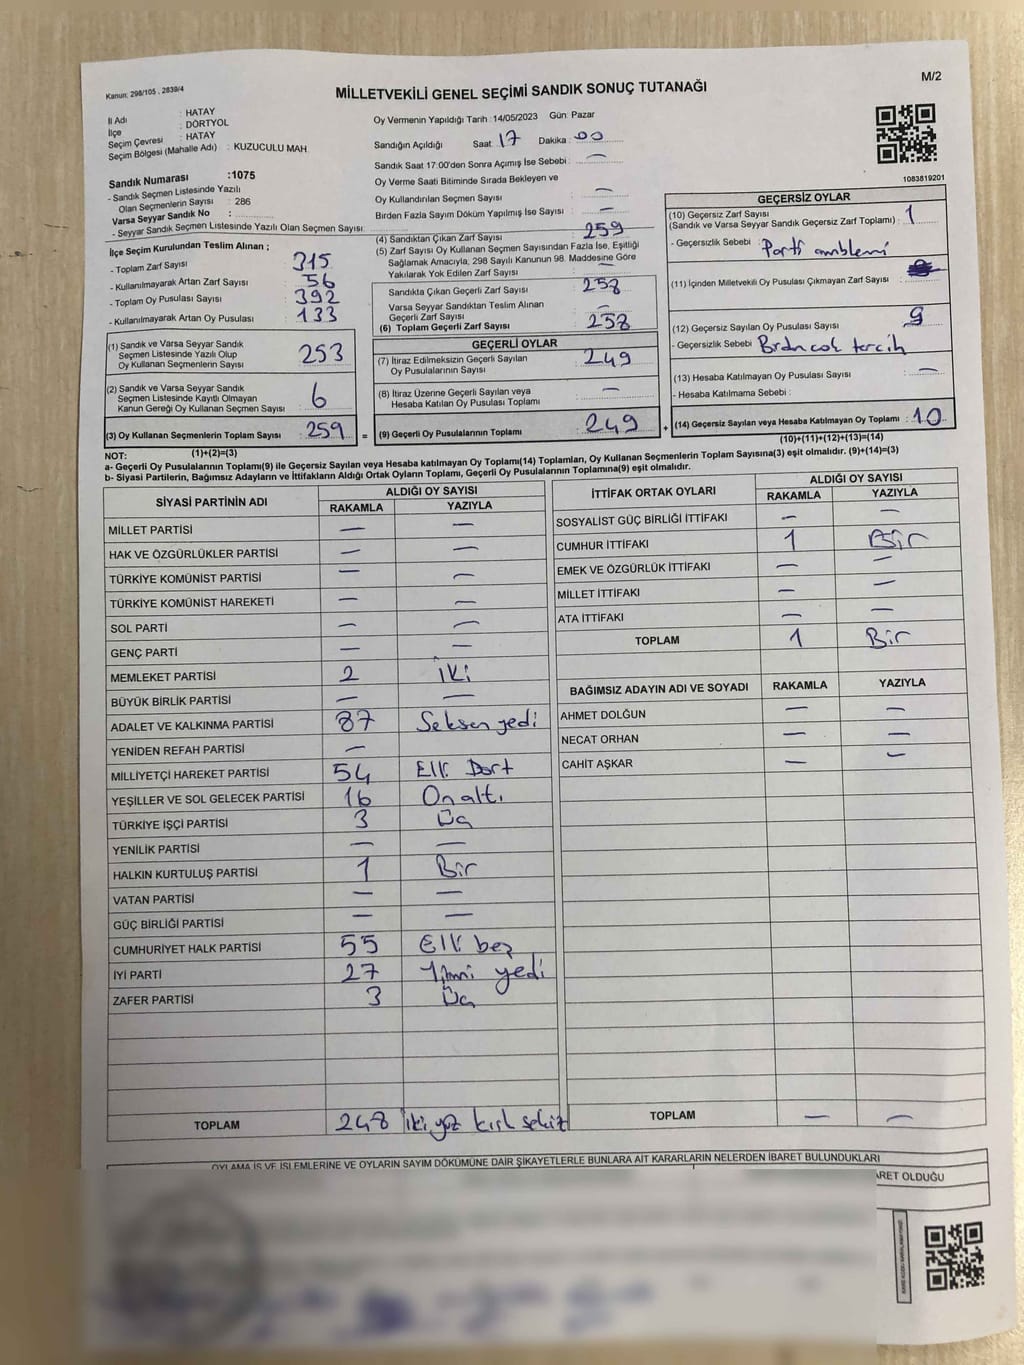 M/2
Kanun: 298/105 , 2839/4
MİLLETVEKİLİ GENEL SEÇİMİ SANDIK SONUÇ TUTANAĞI
İl Adı : HATAY
İlçe : DÖRTYOL
Seçim Çevresi : HATAY
Seçim Bölgesi (Mahalle Adı) : KUZUCULU MAH.
Sandık Numarası :1075
- Sandık Seçmen Listesinde Yazılı
Olan Seçmenlerin Sayısı : 286
Varsa Seyyar Sandık No :
- Seyyar Sandık Seçmen Listesinde Yazılı Olan Seçmen Sayısı:
Oy Vermenin Yapıldığı Tarih : 14/05/2023 Gün: Pazar
Sandığın Açıldığı Saat : 17 Dakika : 00
Sandık Saat 17:00'den Sonra Açımış İse Sebebi : —
Oy Verme Saati Bitiminde Sırada Bekleyen ve
Oy Kullandırılan Seçmen Sayısı : —
Birden Fazla Sayım Döküm Yapılmış İse Sayısı : —
1083819201
İlçe Seçim Kurulundan Teslim Alınan ;
- Toplam Zarf Sayısı : 315
- Kullanılmayarak Artan Zarf Sayısı : 56
- Toplam Oy Pusulası Sayısı : 392
- Kullanılmayarak Artan Oy Pusulası : 133
(1) Sandık ve Varsa Seyyar Sandık
Seçmen Listesinde Yazılı Olup
Oy Kullanan Seçmenlerin Sayısı : 253
(2) Sandık ve Varsa Seyyar Sandık
Seçmen Listesinde Kayıtlı Olmayan
Kanun Gereği Oy Kullanan Seçmen Sayısı : 6
(3) Oy Kullanan Seçmenlerin Toplam Sayısı : 259
(1)+(2)=(3)
(4) Sandıktan Çıkan Zarf Sayısı : 259
(5) Zarf Sayısı Oy Kullanan Seçmen Sayısından Fazla İse, Eşitliği
Sağlamak Amacıyla, 298 Sayılı Kanunun 98. Maddesine Göre
Yakılarak Yok Edilen Zarf Sayısı : —
Sandıkta Çıkan Geçerli Zarf Sayısı : 258
Varsa Seyyar Sandıktan Teslim Alınan
Geçerli Zarf Sayısı : —
(6) Toplam Geçerli Zarf Sayısı : 258
GEÇERLİ OYLAR
(7) İtiraz Edilmeksizin Geçerli Sayılan
Oy Pusulalarının Sayısı : 249
(8) İtiraz Üzerine Geçerli Sayılan veya
Hesaba Katılan Oy Pusulası Toplamı : —
= (9) Geçerli Oy Pusulalarının Toplamı : 249
GEÇERSİZ OYLAR
(10) Geçersiz Zarf Sayısı
(Sandık ve Varsa Seyyar Sandık Geçersiz Zarf Toplamı) : 1
- Geçersizlik Sebebi : Parti amblemi
(11) İçinden Milletvekili Oy Pusulası Çıkmayan Zarf Sayısı :
(12) Geçersiz Sayılan Oy Pusulası Sayısı : 9
- Geçersizlik Sebebi
(13) Hesaba Katılmayan Oy Pusulası Sayısı : —
- Hesaba Katılmama Sebebi :
+ (14) Geçersiz Sayılan veya Hesaba Katılmayan Oy Toplamı : 10
(10)+(11)+(12)+(13)=(14)
NOT:
a- Geçerli Oy Pusulalarının Toplamı(9) ile Geçersiz Sayılan veya Hesaba katılmayan Oy Toplamı(14) Toplamları, Oy Kullanan Seçmenlerin Toplam Sayısına(3) eşit olmalıdır. (9)+(14)=(3)
b- Siyasi Partilerin, Bağımsız Adayların ve İttifakların Aldığı Ortak Oyların Toplamı, Geçerli Oy Pusulalarının Toplamına(9) eşit olmalıdır.
SİYASİ PARTİNİN ADI ALDIĞI OY SAYISI
RAKAMLA YAZIYLA
MİLLET PARTİSİ — —
HAK VE ÖZGÜRLÜKLER PARTİSİ — —
TÜRKİYE KOMÜNİST PARTİSİ — —
TÜRKİYE KOMÜNİST HAREKETİ — —
SOL PARTİ — —
GENÇ PARTİ — —
MEMLEKET PARTİSİ 2 İki
BÜYÜK BİRLİK PARTİSİ — —
ADALET VE KALKINMA PARTİSİ 87 Seksen yedi
YENİDEN REFAH PARTİSİ —
MİLLİYETÇİ HAREKET PARTİSİ 54 Elli Dört
YEŞİLLER VE SOL GELECEK PARTİSİ 16 On altı
TÜRKİYE İŞÇİ PARTİSİ 3 Üç
YENİLİK PARTİSİ — —
HALKIN KURTULUŞ PARTİSİ 1 Bir
VATAN PARTİSİ — —
GÜÇ BİRLİĞİ PARTİSİ — —
CUMHURİYET HALK PARTİSİ 55 Elli beş
İYİ PARTİ 27 Yirmi yedi
ZAFER PARTİSİ 3 Üç
TOPLAM 248 İki yüz kırk sekiz
İTTİFAK ORTAK OYLARI ALDIĞI OY SAYISI
RAKAMLA YAZIYLA
SOSYALİST GÜÇ BİRLİĞİ İTTİFAKI — —
CUMHUR İTTİFAKI 1 Bir
EMEK VE ÖZGÜRLÜK İTTİFAKI — —
MİLLET İTTİFAKI — —
ATA İTTİFAKI — —
TOPLAM 1 Bir
BAĞIMSIZ ADAYIN ADI VE SOYADI RAKAMLA YAZIYLA
AHMET DOLĞUN — —
NECAT ORHAN — —
CAHİT AŞKAR — —
TOPLAM — —
OYLAMA İŞ VE İŞLEMLERİNE VE OYLARIN SAYIM DÖKÜMÜNE DAİR ŞİKAYETLERLE BUNLARA AİT KARARLARIN NELERDEN İBARET BULUNDUKLARI
ARET OLDUĞU